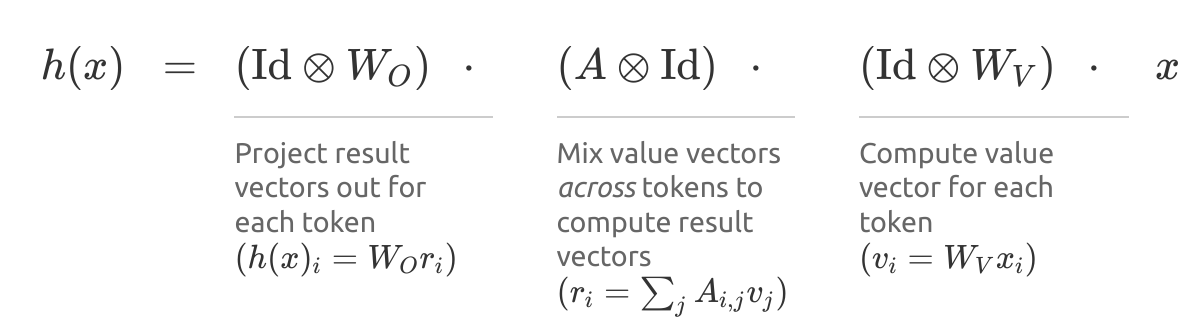 h(x) = (Id ⊗ W_O) · (A ⊗ Id) · (Id ⊗ W_V) · x
Project result
vectors out for
each token
(h(x)_i = W_O r_i)
Mix value vectors
across tokens to
compute result
vectors
(r_i = ∑_j A_{i,j} v_j)
Compute value
vector for each
token
(v_i = W_V x_i)